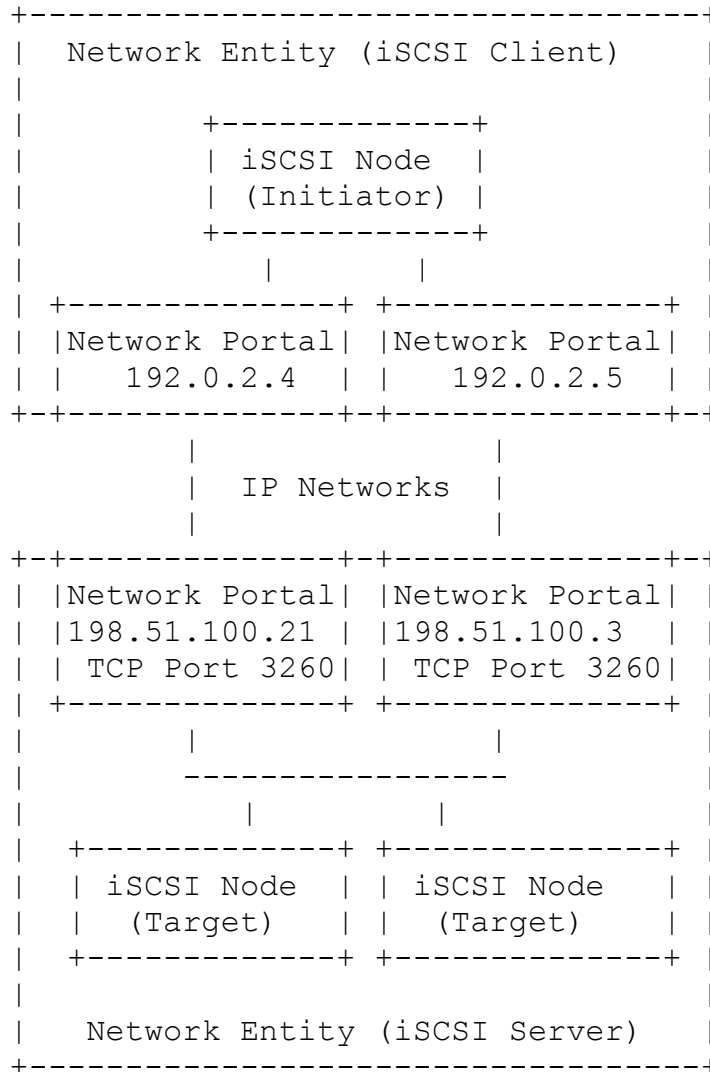 Network Entity (iSCSI Client)
iSCSI Node
(Initiator)
Network Portal Network Portal
192.0.2.4 192.0.2.5
IP Networks
Network Portal Network Portal
198.51.100.21 198.51.100.3
TCP Port 3260 TCP Port 3260
iSCSI Node iSCSI Node
(Target) (Target)
Network Entity (iSCSI Server)